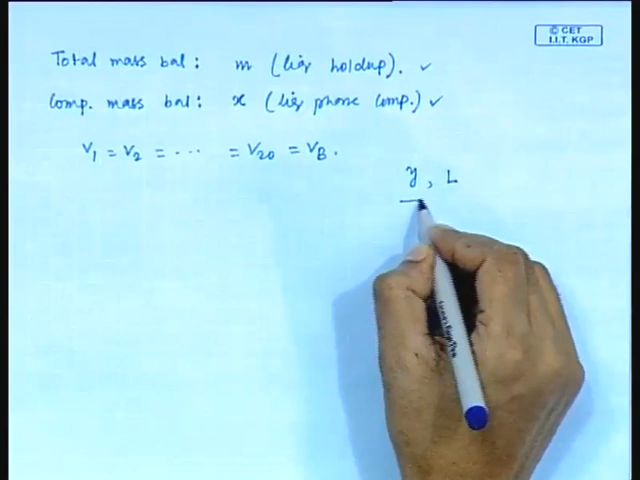 © CET
I.I.T. KGP
Total mass bal : m (liq holdup). ✓
Comp. mass bal : x (liq phase comp.) ✓
V1 = V2 = ... = V20 = VB.
y, L